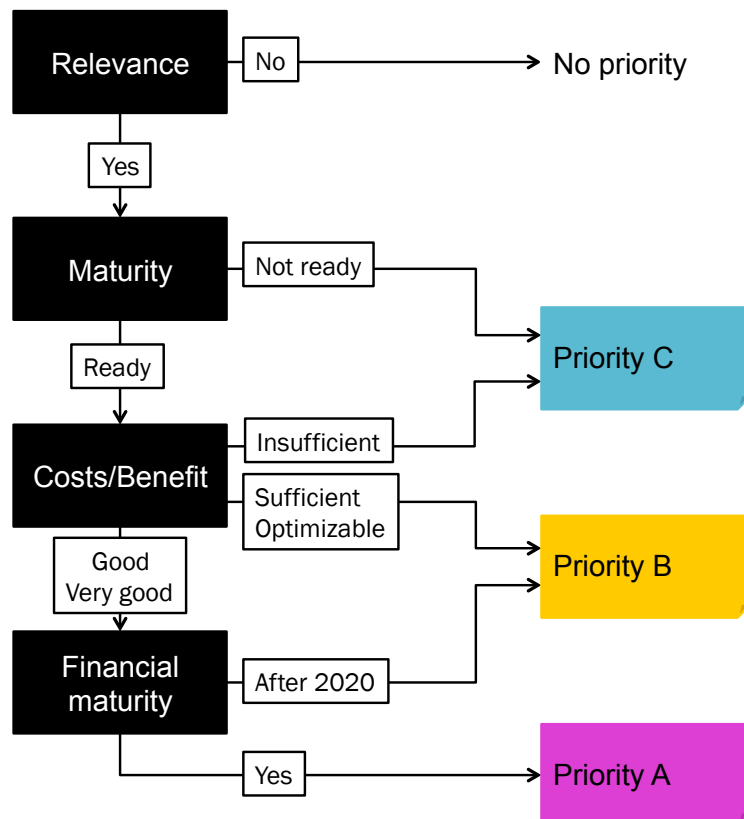 Relevance
No
No priority
Yes
Maturity
Not ready
Ready
Priority C
Insufficient
Costs/Benefit
Sufficient
Optimizable
Good
Very good
Priority B
Financial
maturity
After 2020
Yes
Priority A